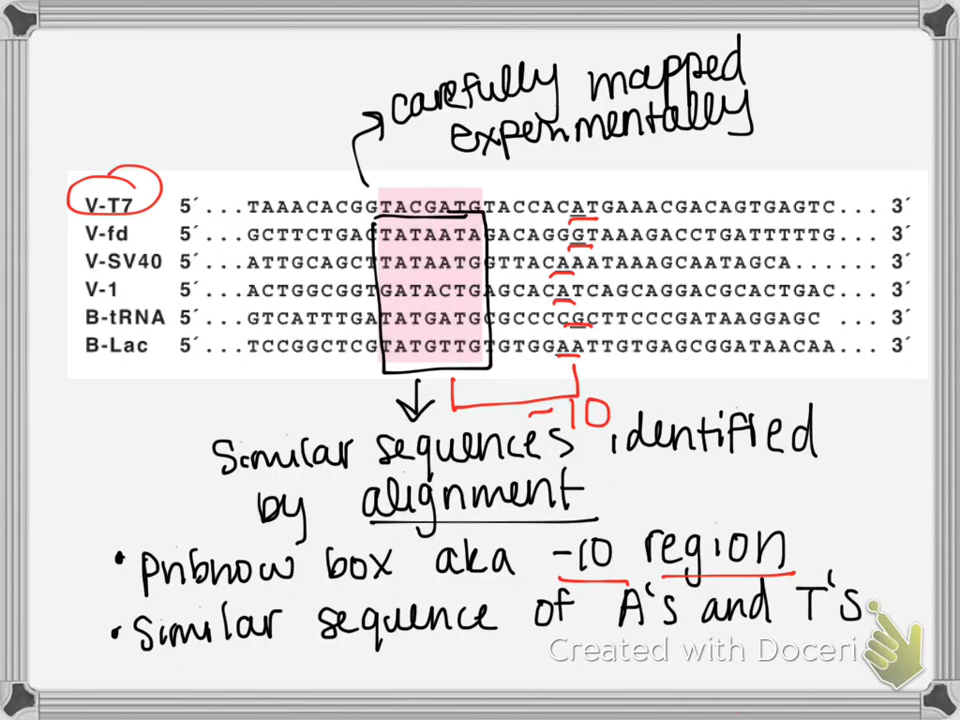 carefully mapped
experimentally
V-T7 5´...TAAACACGGTACGATGTACCACATGAAACGACAGTGAGTC... 3´
V-fd 5´...GCTTCTGACTATAATAGACAGGGTAAAGACCTGATTTTTG... 3´
V-SV40 5´...ATTGCAGCTTATAATGGTTACAAATAAAGCAATAGCA...... 3´
V-1 5´...ACTGGCGGTGATACTGAGCACATCAGCAGGACGCACTGAC... 3´
B-tRNA 5´...GTCATTTGATATGATGCGCCCCGCTTCCCGATAAGGAGC ... 3´
B-Lac 5´...TCCGGCTCGTATGTTGTGTGGAATTGTGAGCGGATAACAA... 3´
~10
similar sequences identified
by alignment
• Pribnow box aka -10 region
• Similar sequence of A's and T's
Created with Doceri